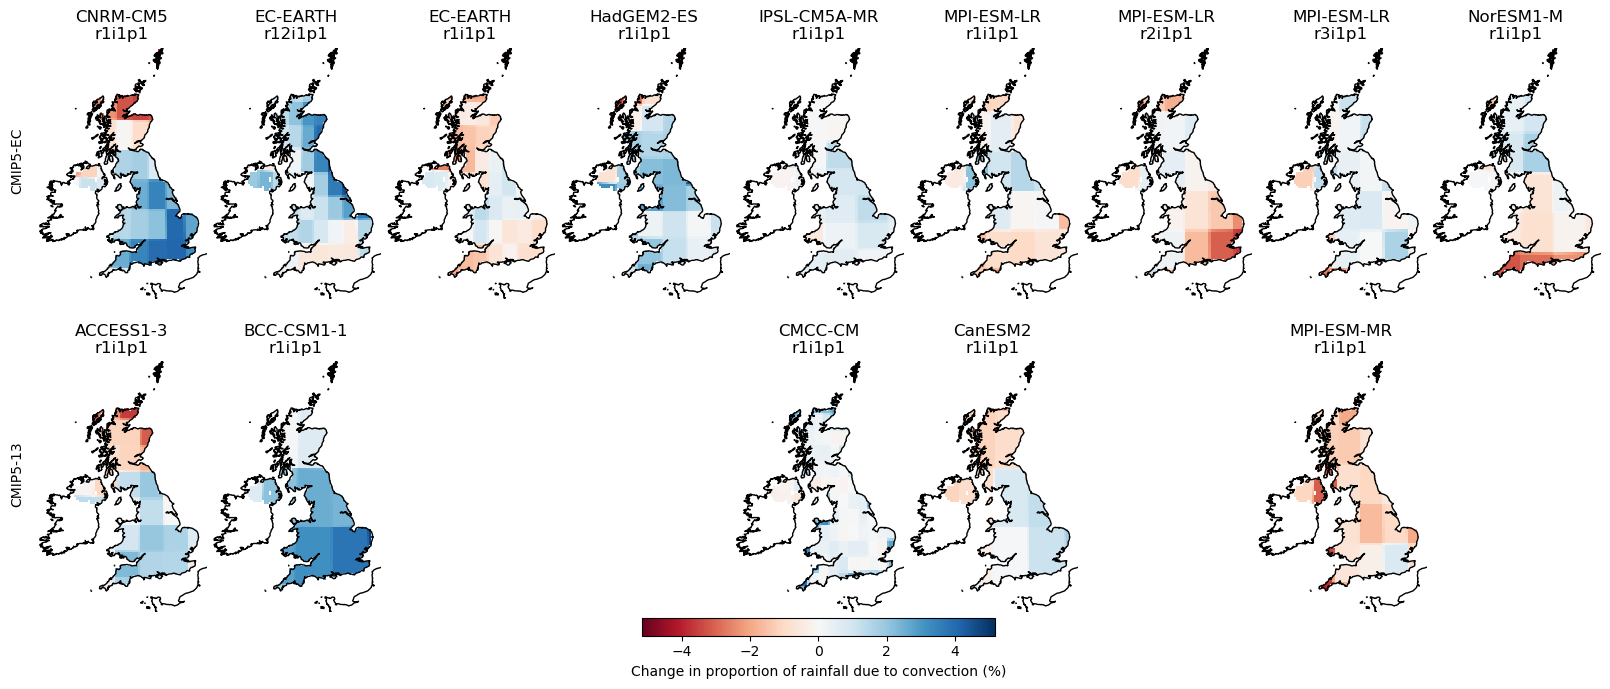 CNRM-CM5
r1i1p1
EC-EARTH
r12i1p1
EC-EARTH
r1i1p1
HadGEM2-ES
r1i1p1
IPSL-CM5A-MR
r1i1p1
MPI-ESM-LR
r1i1p1
MPI-ESM-LR
r2i1p1
MPI-ESM-LR
r3i1p1
NorESM1-M
r1i1p1
CMIP5-EC
ACCESS1-3
r1i1p1
BCC-CSM1-1
r1i1p1
CMCC-CM
r1i1p1
CanESM2
r1i1p1
MPI-ESM-MR
r1i1p1
CMIP5-13
−4 −2 0 2 4
Change in proportion of rainfall due to convection (%)